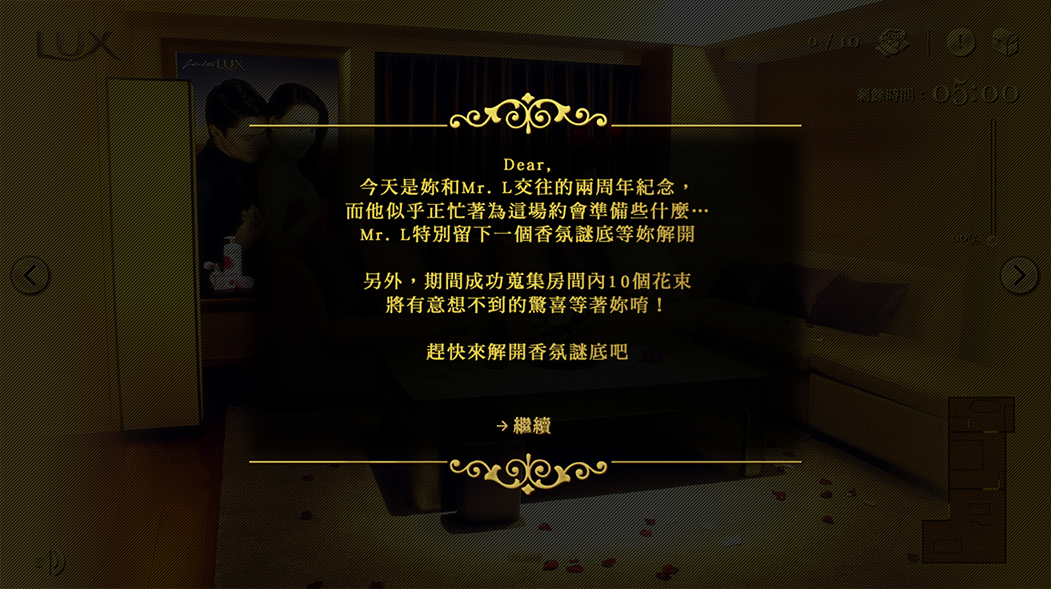 LUX
LUX
0 / 10
剩餘時間：05:00
Dear,
今天是妳和Mr. L交往的兩周年紀念，
而他似乎正忙著為這場約會準備些什麼…
Mr. L特別留下一個香氛謎底等妳解開
另外，期間成功蒐集房間內10個花束
將有意想不到的驚喜等著妳唷！
趕快來解開香氛謎底吧
→繼續